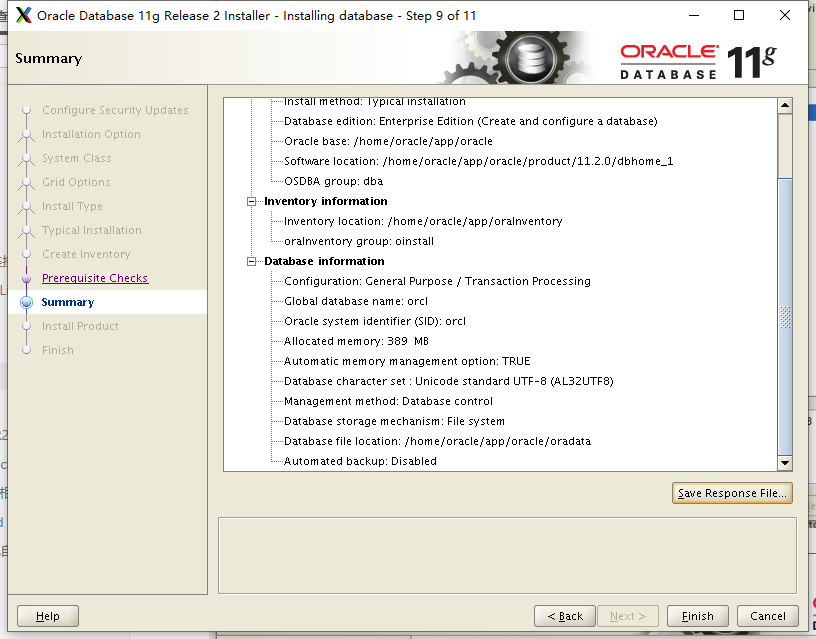 Oracle Database 11g Release 2 Installer - Installing database - Step 9 of 11
Summary
ORACLE
DATABASE
11g
Configure Security Updates
Installation Option
System Class
Grid Options
Install Type
Typical Installation
Create Inventory
Prerequisite Checks
Summary
Install Product
Finish
Install method: Typical installation
Database edition: Enterprise Edition (Create and configure a database)
Oracle base: /home/oracle/app/oracle
Software location: /home/oracle/app/oracle/product/11.2.0/dbhome_1
OSDBA group: dba
Inventory information
Inventory location: /home/oracle/app/oraInventory
oraInventory group: oinstall
Database information
Configuration: General Purpose / Transaction Processing
Global database name: orcl
Oracle system identifier (SID): orcl
Allocated memory: 389 MB
Automatic memory management option: TRUE
Database character set : Unicode standard UTF-8 (AL32UTF8)
Management method: Database control
Database storage mechanism: File system
Database file location: /home/oracle/app/oracle/oradata
Automated backup: Disabled
Save Response File...
Help
< Back
Next >
Finish
Cancel